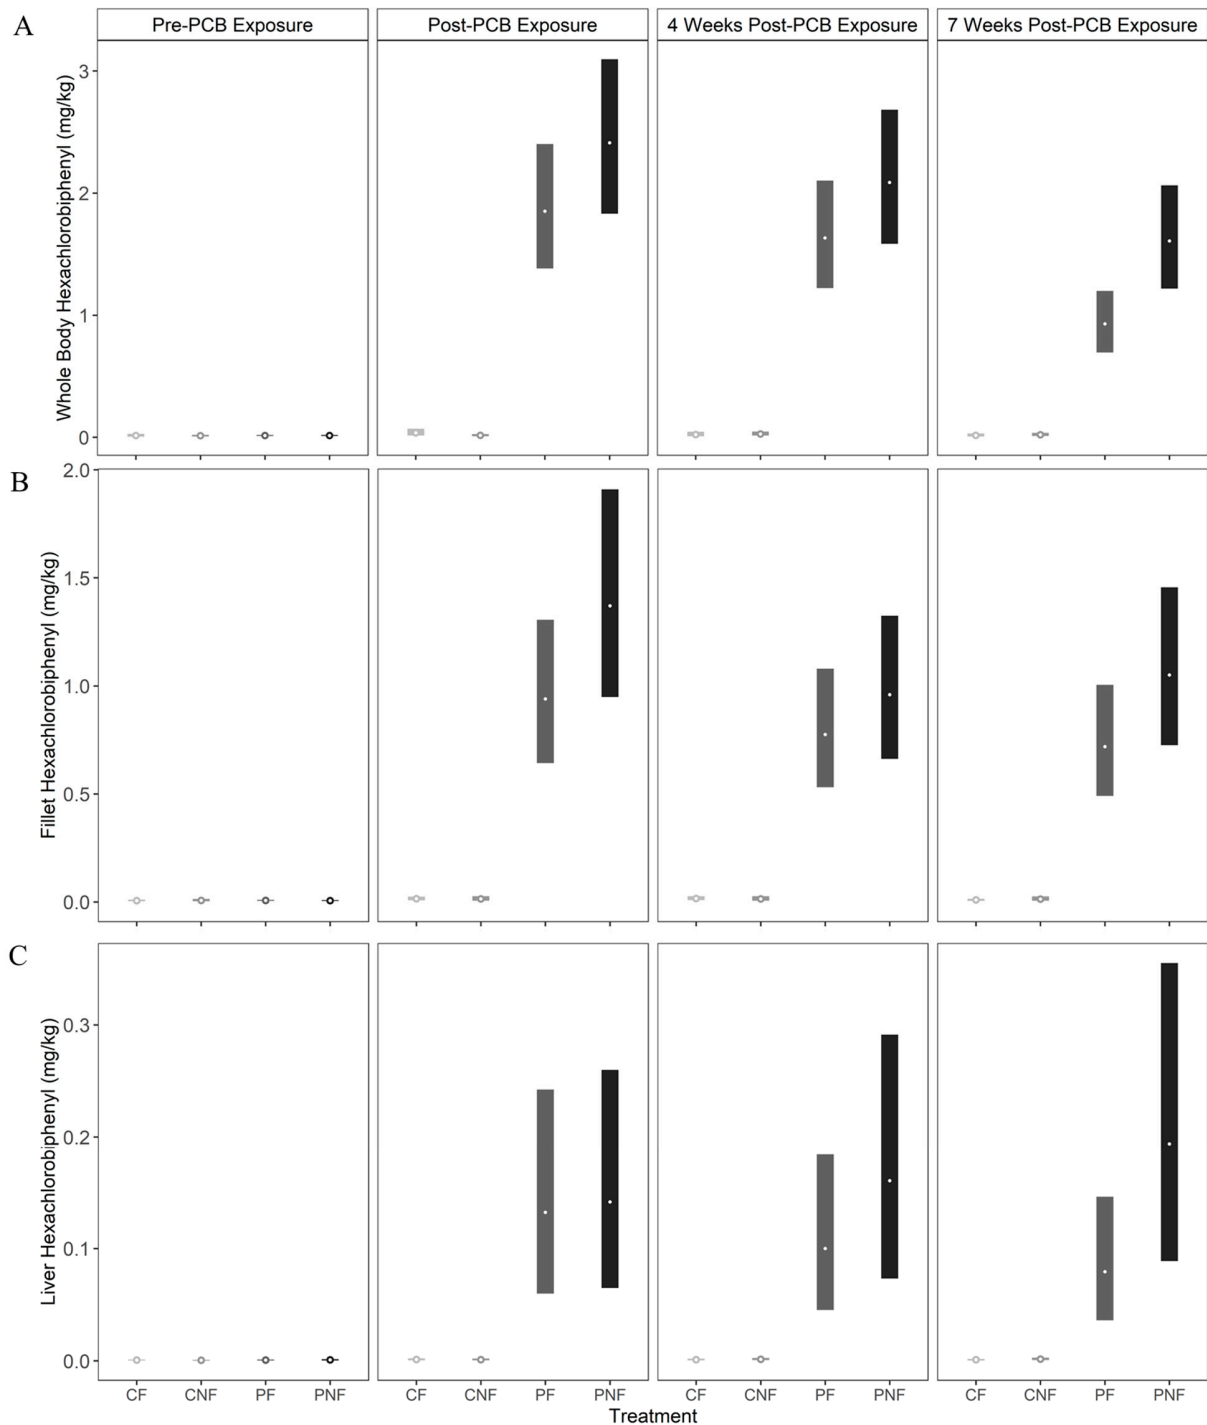 A
Pre-PCB Exposure
Post-PCB Exposure
4 Weeks Post-PCB Exposure
7 Weeks Post-PCB Exposure
Whole Body Hexachlorobiphenyl (mg/kg)
3
2
1
0
B
Fillet Hexachlorobiphenyl (mg/kg)
2.0
1.5
1.0
0.5
0.0
C
Liver Hexachlorobiphenyl (mg/kg)
0.3
0.2
0.1
0.0
CF CNF PF PNF CF CNF PF PNF CF CNF PF PNF CF CNF PF PNF
Treatment